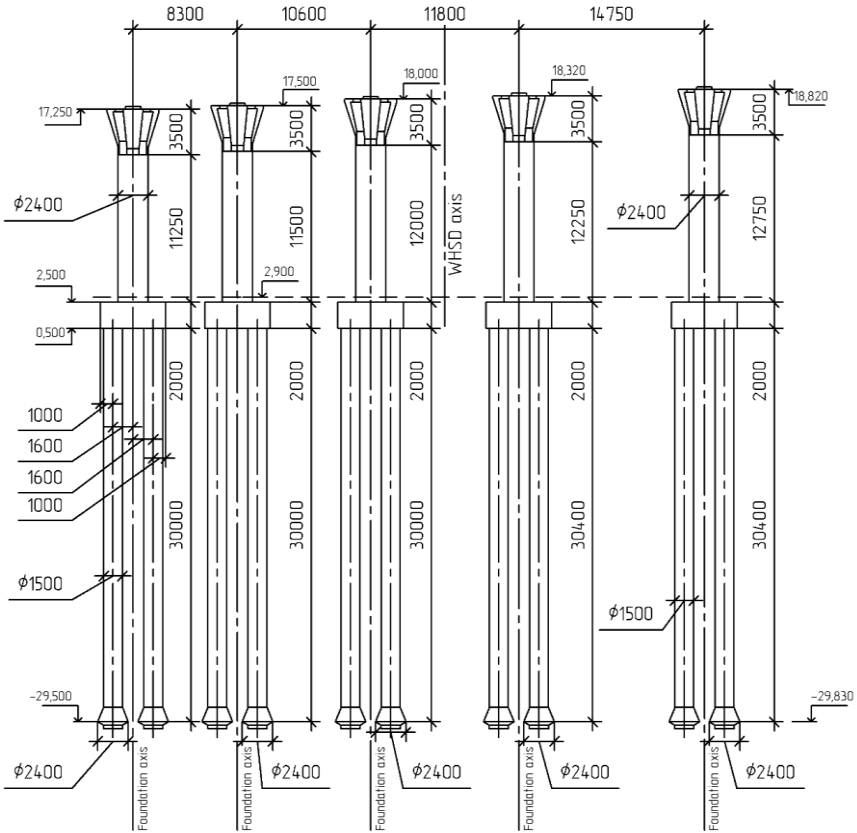 8300 10600 11800 14750
17,250 17,500 18,000 18,320 18,820
3500 3500 3500 3500 3500
ϕ2400 ϕ2400
11250 11500 12000 12250 12750
WHSD axis
2,500 2,900
0,500
2000 2000 2000 2000 2000
1000
1600
1600
1000
30000 30000 30000 30400 30400
ϕ1500 ϕ1500
-29,500 -29,830
ϕ2400 ϕ2400 ϕ2400 ϕ2400 ϕ2400
Foundation axis Foundation axis Foundation axis Foundation axis Foundation axis